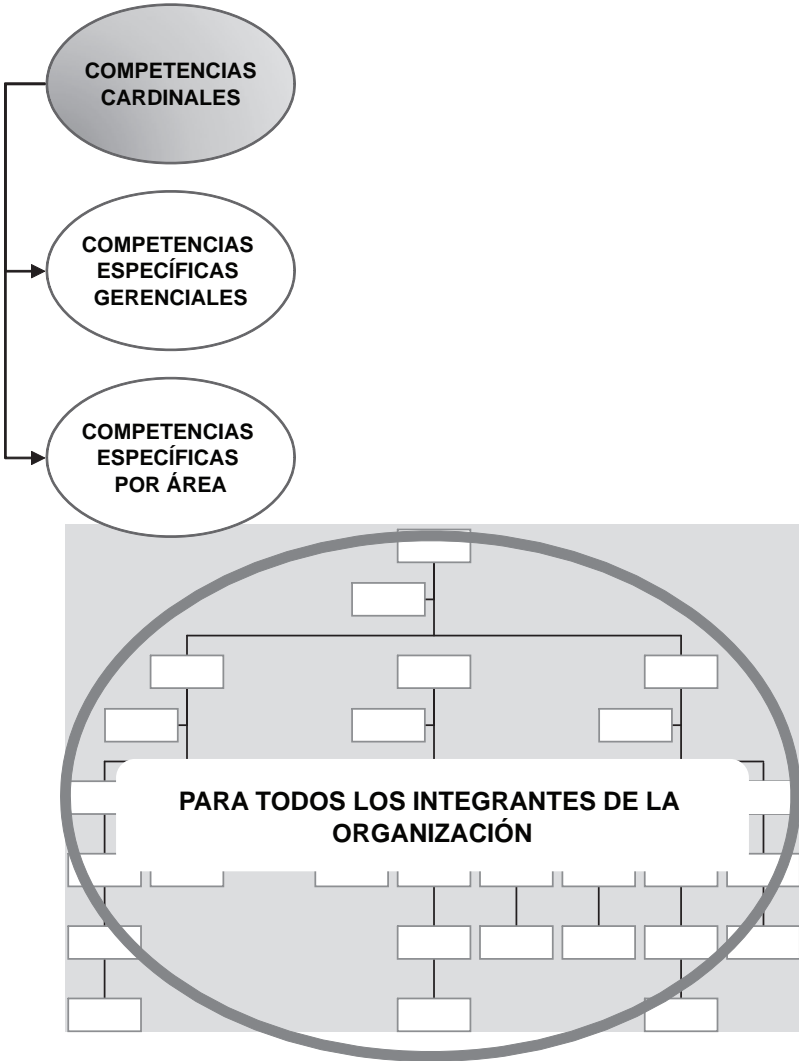 COMPETENCIAS
CARDINALES
COMPETENCIAS
ESPECÍFICAS
GERENCIALES
COMPETENCIAS
ESPECÍFICAS
POR ÁREA
PARA TODOS LOS INTEGRANTES DE LA
ORGANIZACIÓN